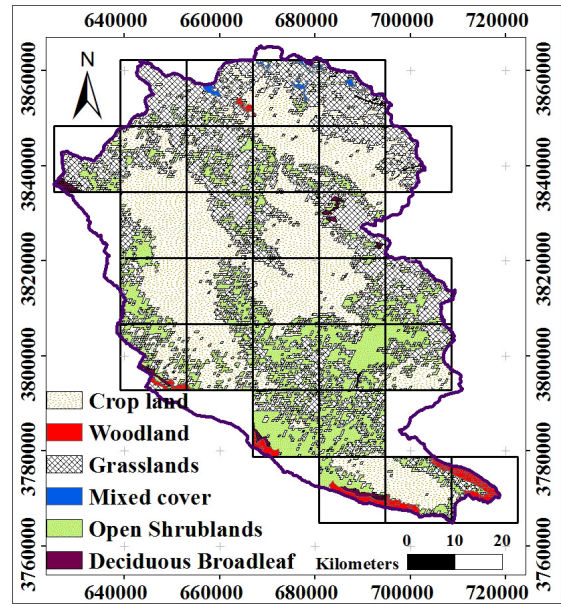 640000 660000 680000 700000 720000
N
3860000 3860000
3840000 3840000
3820000 3820000
3800000 3800000
3780000 3780000
3760000 3760000
Crop land
Woodland
Grasslands
Mixed cover
Open Shrublands
Deciduous Broadleaf
0 10 20
Kilometers
640000 660000 680000 700000 720000